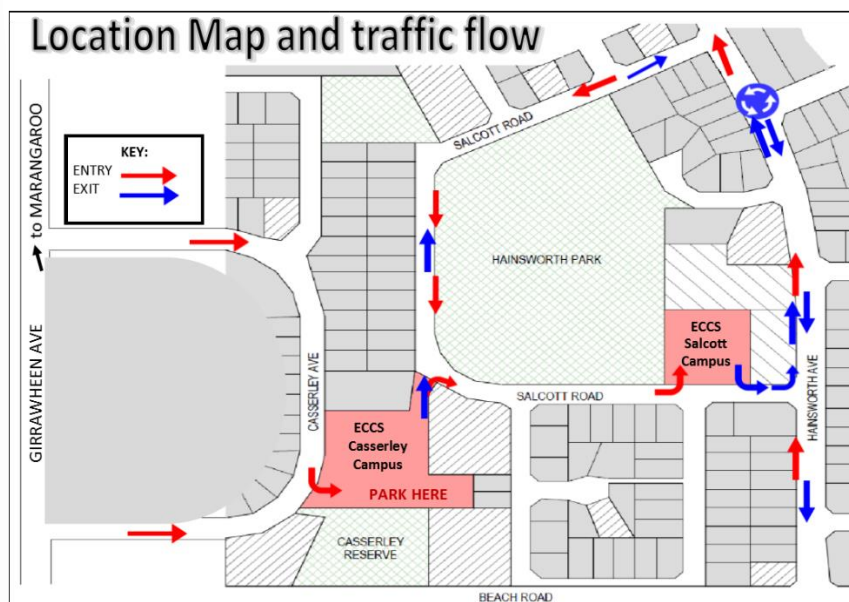 Location Map and traffic flow
KEY:
ENTRY
EXIT
to MARANGAROO
GIRRAWHEEN AVE
SALCOTT ROAD
HAINSWORTH PARK
ECCS
Salcott
Campus
CASSERLEY AVE
SALCOTT ROAD
HAINSWORTH AVE
ECCS
Casserley
Campus
PARK HERE
CASSERLEY
RESERVE
BEACH ROAD